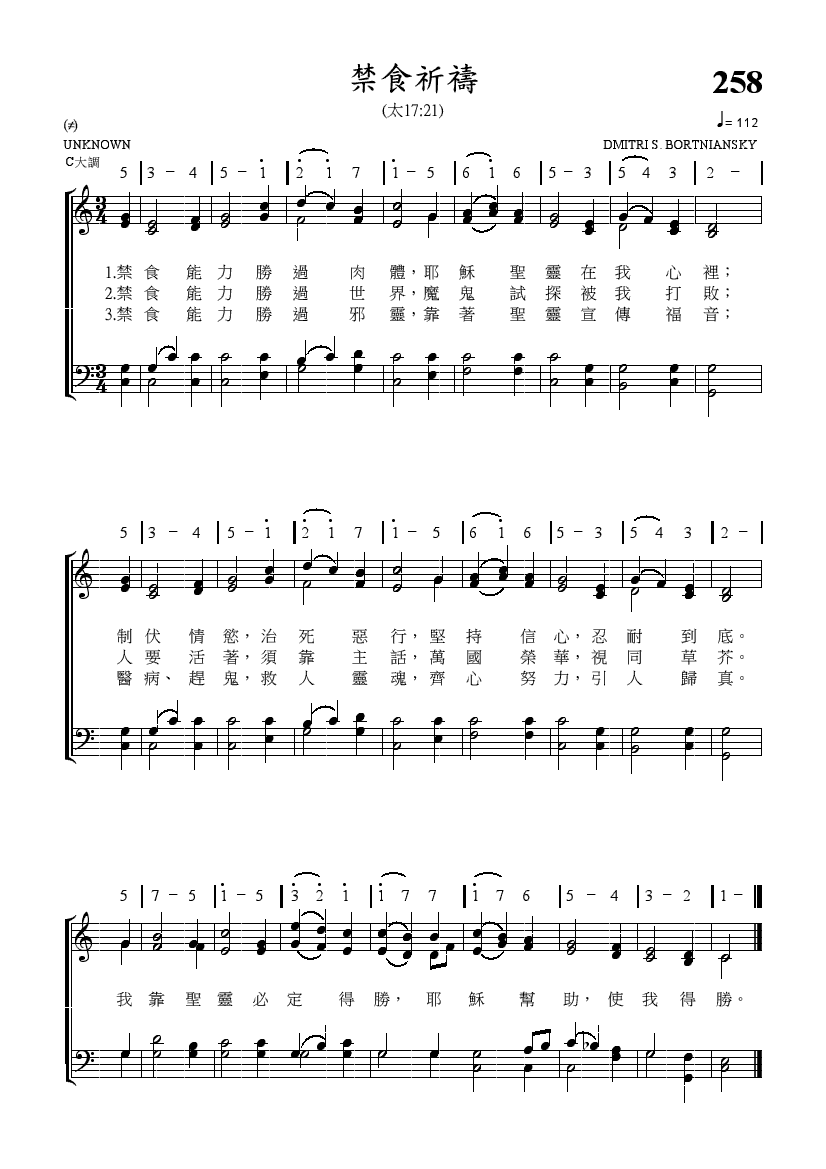 禁食祈禱
258
(太17:21)
(≠)
♩= 112
UNKNOWN
DMITRI S. BORTNIANSKY
C大調
5 | 3 – 4 | 5 – 1̇ | 2̇ 1̇ 7 | 1̇ – 5 | 6 1̇ 6 | 5 – 3 | 5 4 3 | 2 – |
3/4
1.禁食能力勝過肉體，耶穌聖靈在我心裡；
2.禁食能力勝過世界，魔鬼試探被我打敗；
3.禁食能力勝過邪靈，靠著聖靈宣傳福音；
3/4
5 | 3 – 4 | 5 – 1̇ | 2̇ 1̇ 7 | 1̇ – 5 | 6 1̇ 6 | 5 – 3 | 5 4 3 | 2 – |
制伏情慾，治死惡行，堅持信心，忍耐到底。
人要活著，須靠主話，萬國榮華，視同草芥。
醫病、趕鬼，救人靈魂，齊心努力，引人歸真。
5 | 7 – 5 | 1̇ – 5 | 3̇ 2̇ 1̇ | 1̇ 7 7 | 1̇ 7 6 | 5 – 4 | 3 – 2 | 1 –
我靠聖靈必定得勝，耶穌幫助，使我得勝。